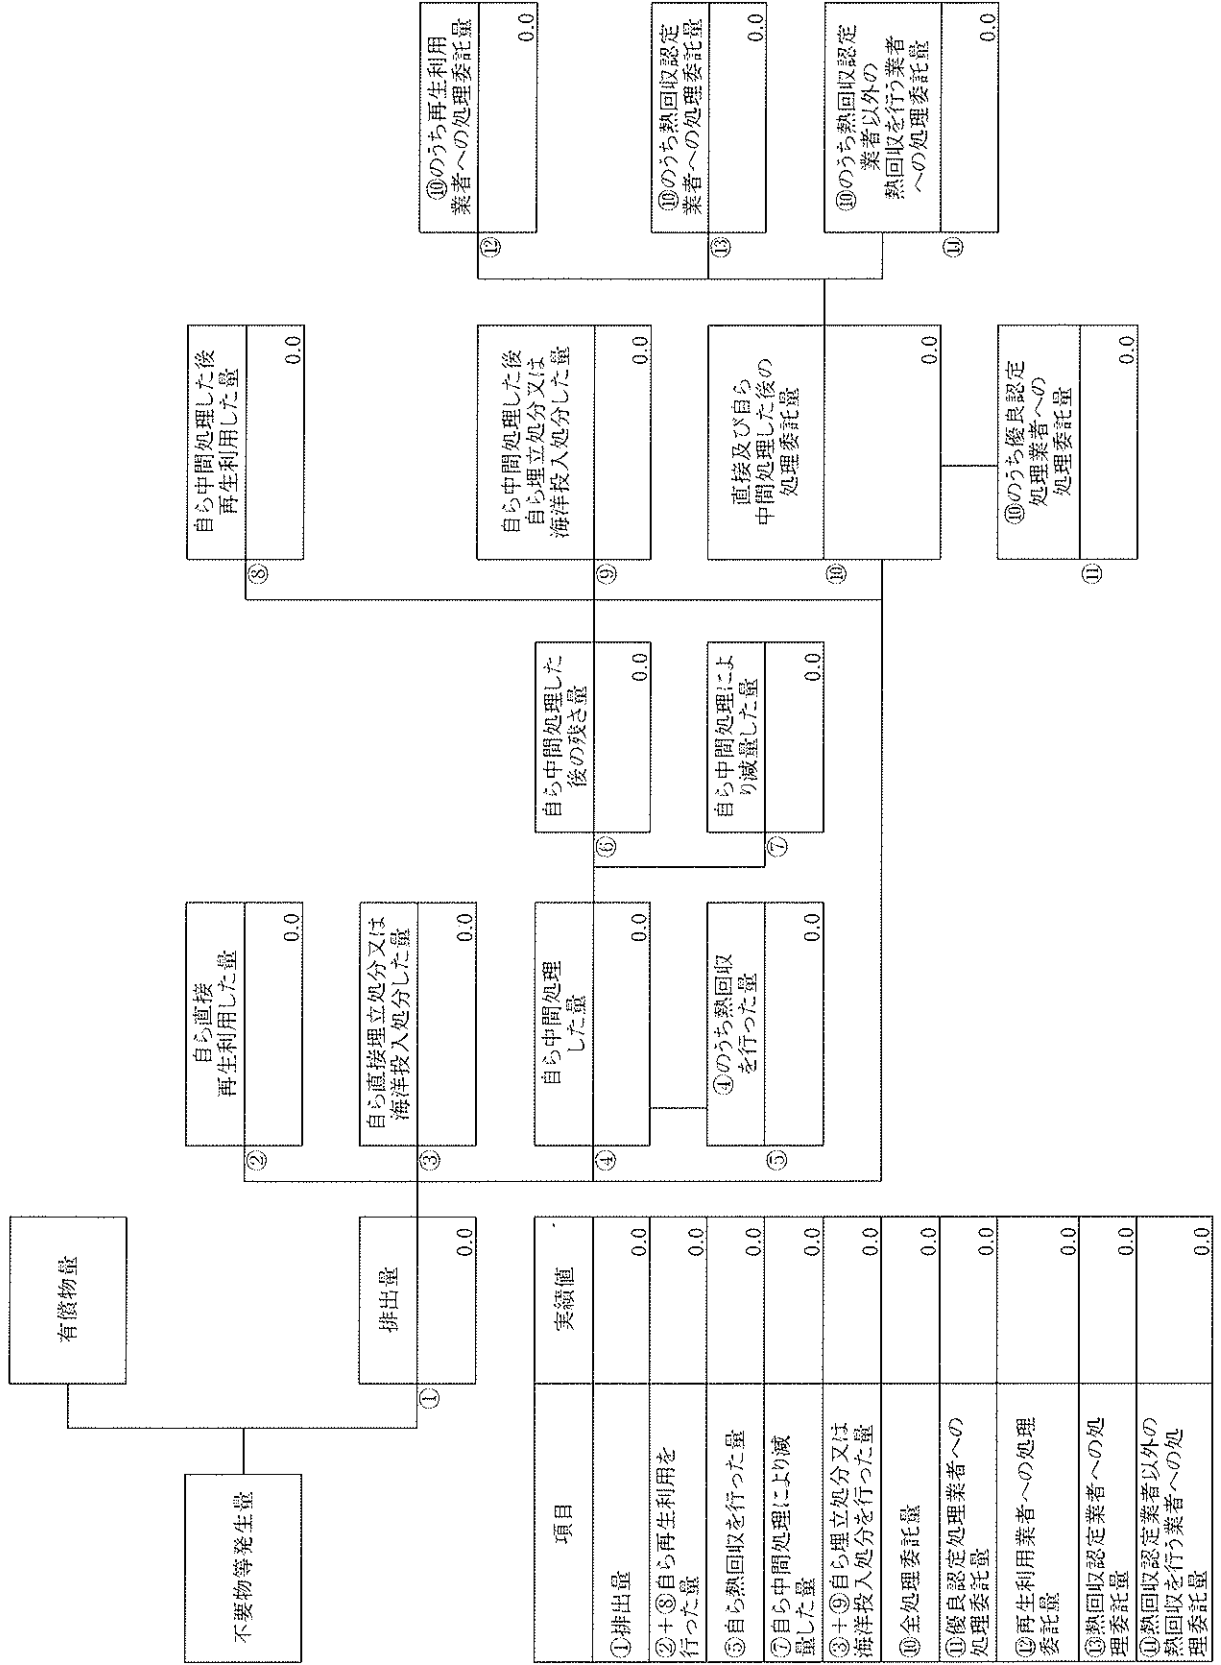 不要物等発生量
有償物量
排出量
①
0.0
自ら直接
再生利用した量
②
0.0
自ら直接埋立処分又は
海洋投入処分した量
③
0.0
自ら中間処理
した量
④
0.0
④のうち熱回収
を行った量
⑤
0.0
自ら中間処理した
後の残さ量
⑥
0.0
自ら中間処理によ
り減量した量
⑦
0.0
自ら中間処理した後
再生利用した量
⑧
0.0
自ら中間処理した後
自ら埋立処分又は
海洋投入処分した量
⑨
0.0
直接及び自ら
中間処理した後の
処理委託量
⑩
0.0
⑩のうち優良認定
処理業者への
処理委託量
⑪
0.0
⑩のうち再生利用
業者への処理委託量
⑫
0.0
⑩のうち熱回収認定
業者への処理委託量
⑬
0.0
⑩のうち熱回収認定
業者以外の
熱回収を行う業者
への処理委託量
⑭
0.0
項目 実績値
①排出量 0.0
②+⑧自ら再生利用を
行った量 0.0
⑤自ら熱回収を行った量 0.0
⑦自ら中間処理により減
量した量 0.0
③+⑨自ら埋立処分又は
海洋投入処分を行った量 0.0
⑩全処理委託量 0.0
⑪優良認定処理業者への
処理委託量 0.0
⑫再生利用業者への処理
委託量 0.0
⑬熱回収認定業者への処
理委託量 0.0
⑭熱回収認定業者以外の
熱回収を行う業者への処
理委託量 0.0